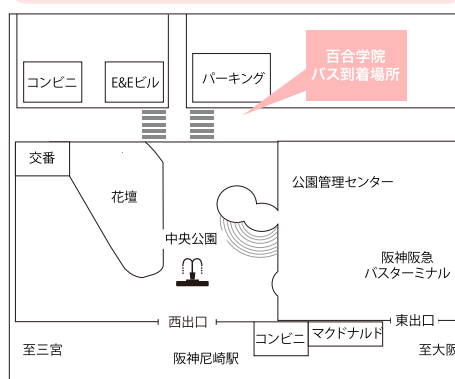 百合学院
バス到着場所
コンビニ
E&Eビル
パーキング
交番
花壇
公園管理センター
中央公園
阪神阪急
バスターミナル
西出口
コンビニ
マクドナルド
東出口
至三宮
阪神尼崎駅
至大阪